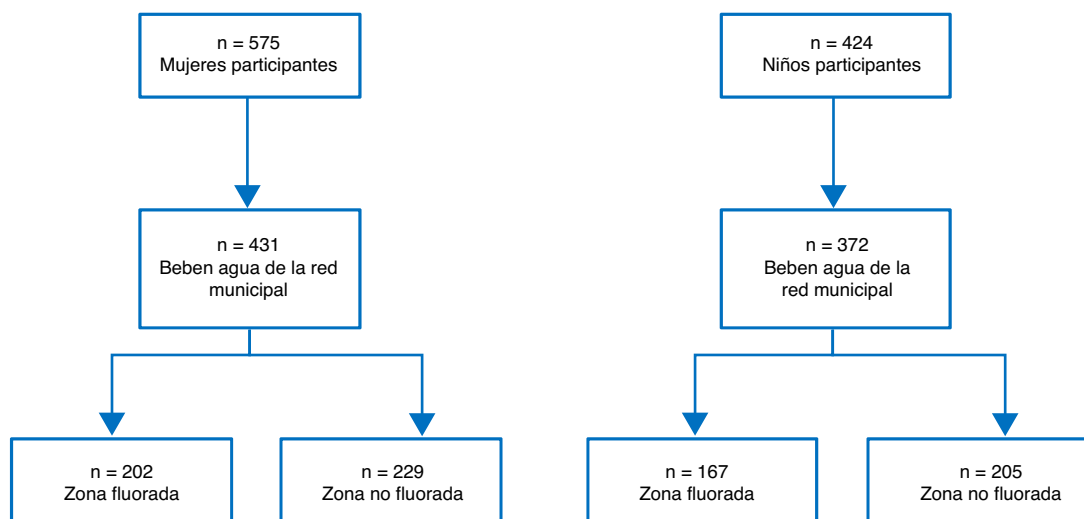 n = 575
Mujeres participantes
n = 424
Niños participantes
n = 431
Beben agua de la red
municipal
n = 372
Beben agua de la
red municipal
n = 202
Zona fluorada
n = 229
Zona no fluorada
n = 167
Zona fluorada
n = 205
Zona no fluorada